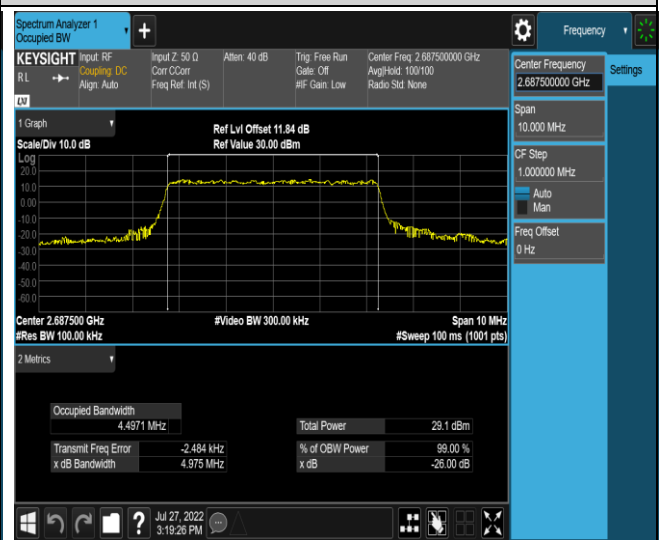 Spectrum Analyzer 1
Occupied BW
Frequency
KEYSIGHT
RL
LXI
Input: RF
Coupling: DC
Align: Auto
Input Z: 50 Ω
Corr CCorr
Freq Ref: Int (S)
Atten: 40 dB
Trig: Free Run
Gate: Off
#IF Gain: Low
Center Freq: 2.687500000 GHz
Avg|Hold: 100/100
Radio Std: None
Center Frequency
2.687500000 GHz
Settings
Span
10.000 MHz
CF Step
1.000000 MHz
Auto
Man
Freq Offset
0 Hz
1 Graph
Scale/Div 10.0 dB
Ref Lvl Offset 11.84 dB
Ref Value 30.00 dBm
Log
20.0
10.0
0.00
-10.0
-20.0
-30.0
-50.0
-60.0
Center 2.687500 GHz
#Video BW 300.00 kHz
Span 10 MHz
#Res BW 100.00 kHz
#Sweep 100 ms (1001 pts)
2 Metrics
Occupied Bandwidth
4.4971 MHz
Total Power 29.1 dBm
Transmit Freq Error -2.484 kHz
% of OBW Power 99.00 %
x dB Bandwidth 4.975 MHz
x dB -26.00 dB
?
Jul 27, 2022
3:19:26 PM